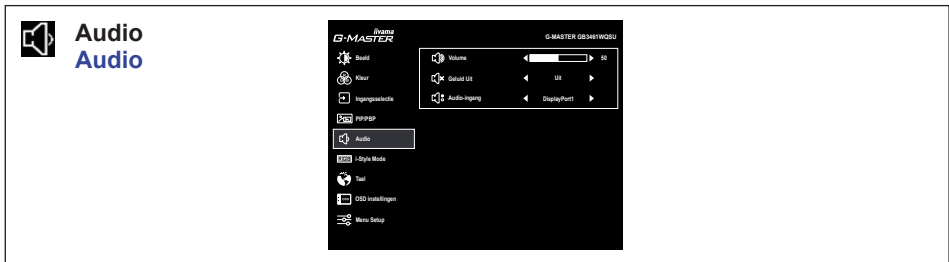 Audio
Audio
iiyama
G-MASTER
G-MASTER GB3461WQSU
Beeld
Volume
50
Kleur
Geluid Uit
Uit
Ingangsselectie
Audio-ingang
DisplayPort1
PIP/PBP
Audio
i-Style Mode
Taal
OSD instellingen
Menu Setup